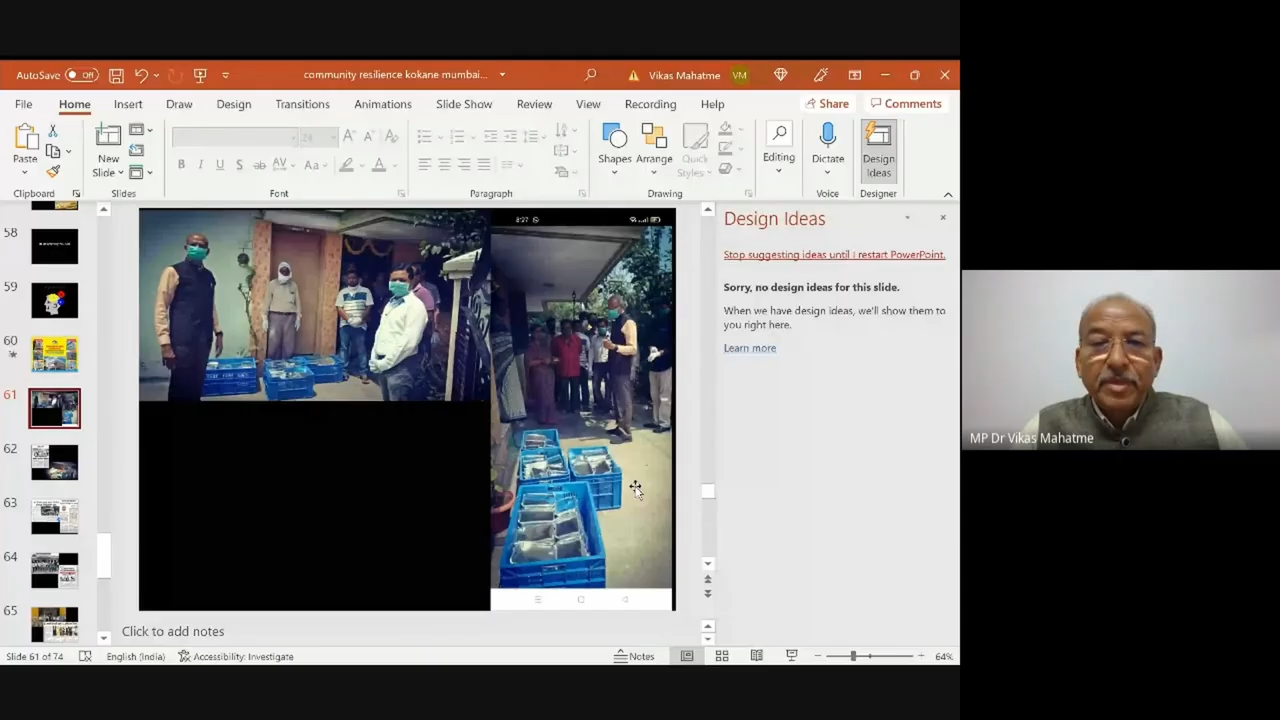 AutoSave Off community resilience kokane mumbai... Vikas Mahatme VM
File Home Insert Draw Design Transitions Animations Slide Show Review View Recording Help Share Comments
Paste
New
Slide
Aa
Shapes
Arrange
Quick
Styles
Editing
Dictate
Design
Ideas
Clipboard Slides Font Paragraph Drawing Voice Designer
58
59
60
61
62
63
64
65
8:27
Design Ideas
Stop suggesting ideas until I restart PowerPoint.
Sorry, no design ideas for this slide.
When we have design ideas, we'll show them to
you right here.
Learn more
MP Dr Vikas Mahatme
Click to add notes
Slide 61 of 74 English (India) Accessibility: Investigate Notes 64%